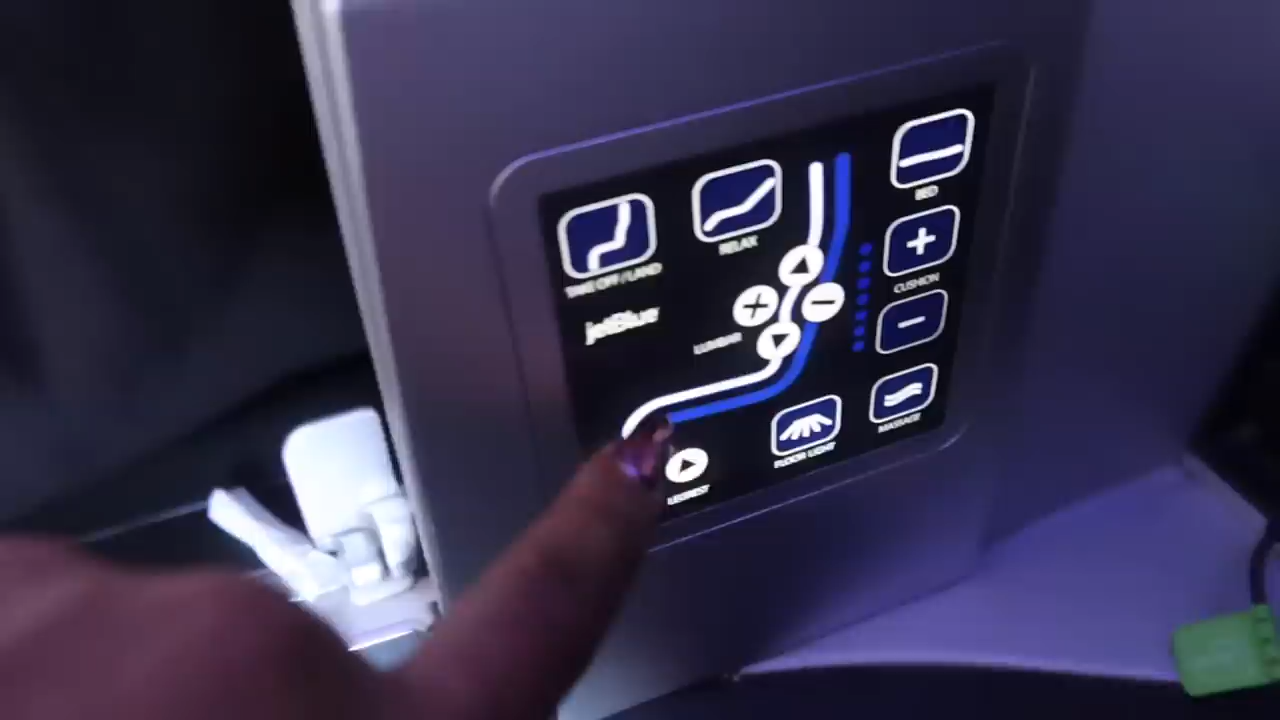 BED
RELAX
TAKE OFF / LAND
CUSHION
jetBlue
LUMBAR
MASSAGE
FLOOR LIGHT
LEGREST